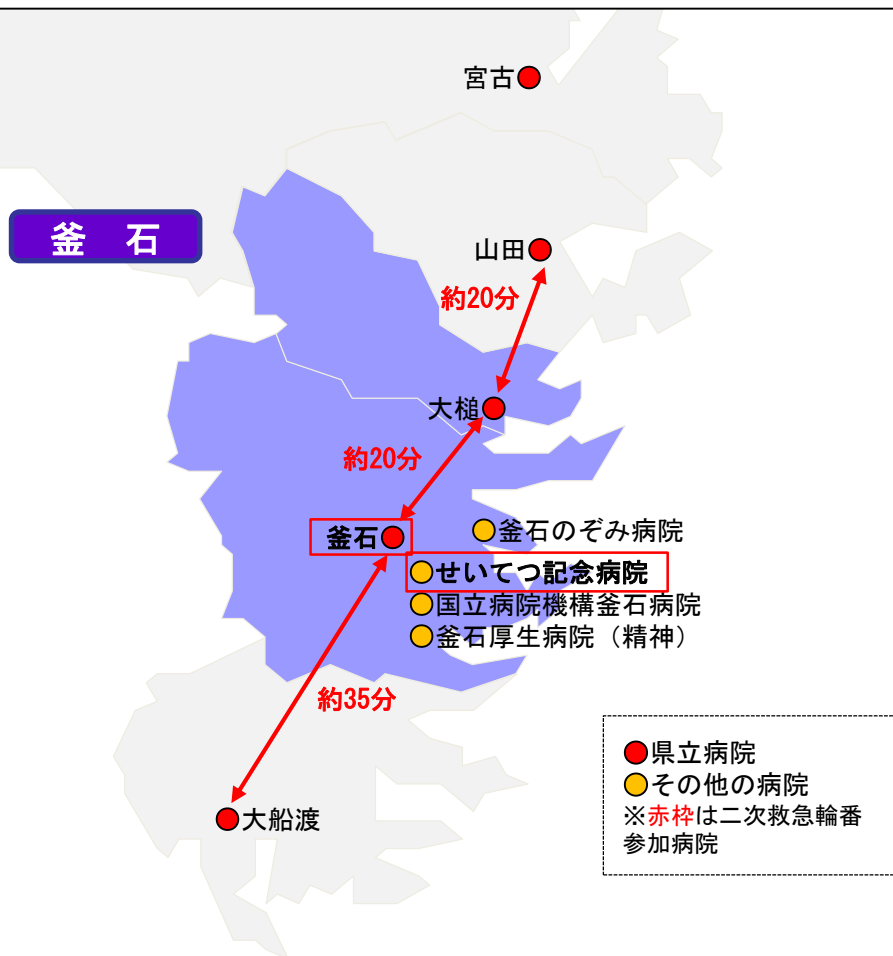 宮古
釜　石
山田
約20分
大槌
約20分
釜石
釜石のぞみ病院
せいてつ記念病院
国立病院機構釜石病院
釜石厚生病院（精神）
約35分
大船渡
県立病院
その他の病院
※赤枠は二次救急輪番
参加病院